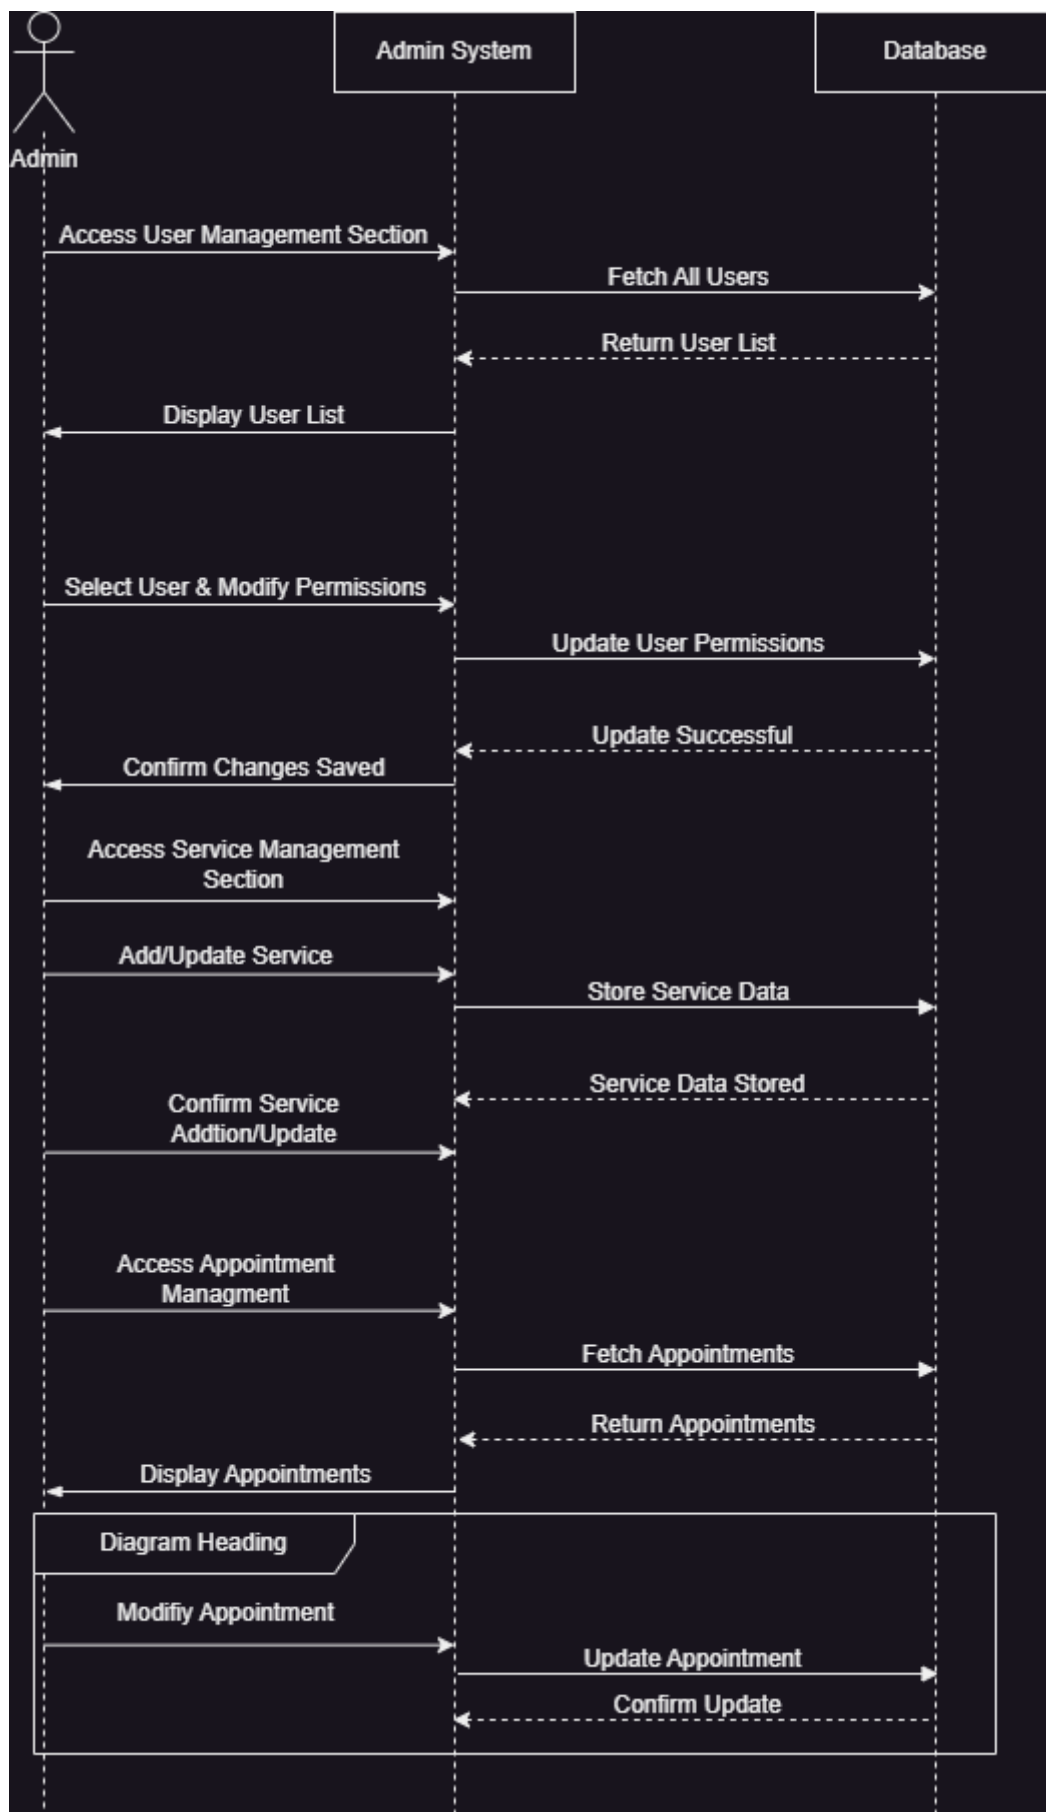 Admin System
Database
Admin
Access User Management Section
Fetch All Users
Return User List
Display User List
Select User & Modify Permissions
Update User Permissions
Update Successful
Confirm Changes Saved
Access Service Management
Section
Add/Update Service
Store Service Data
Service Data Stored
Confirm Service
Addtion/Update
Access Appointment
Managment
Fetch Appointments
Return Appointments
Display Appointments
Diagram Heading
Modifiy Appointment
Update Appointment
Confirm Update